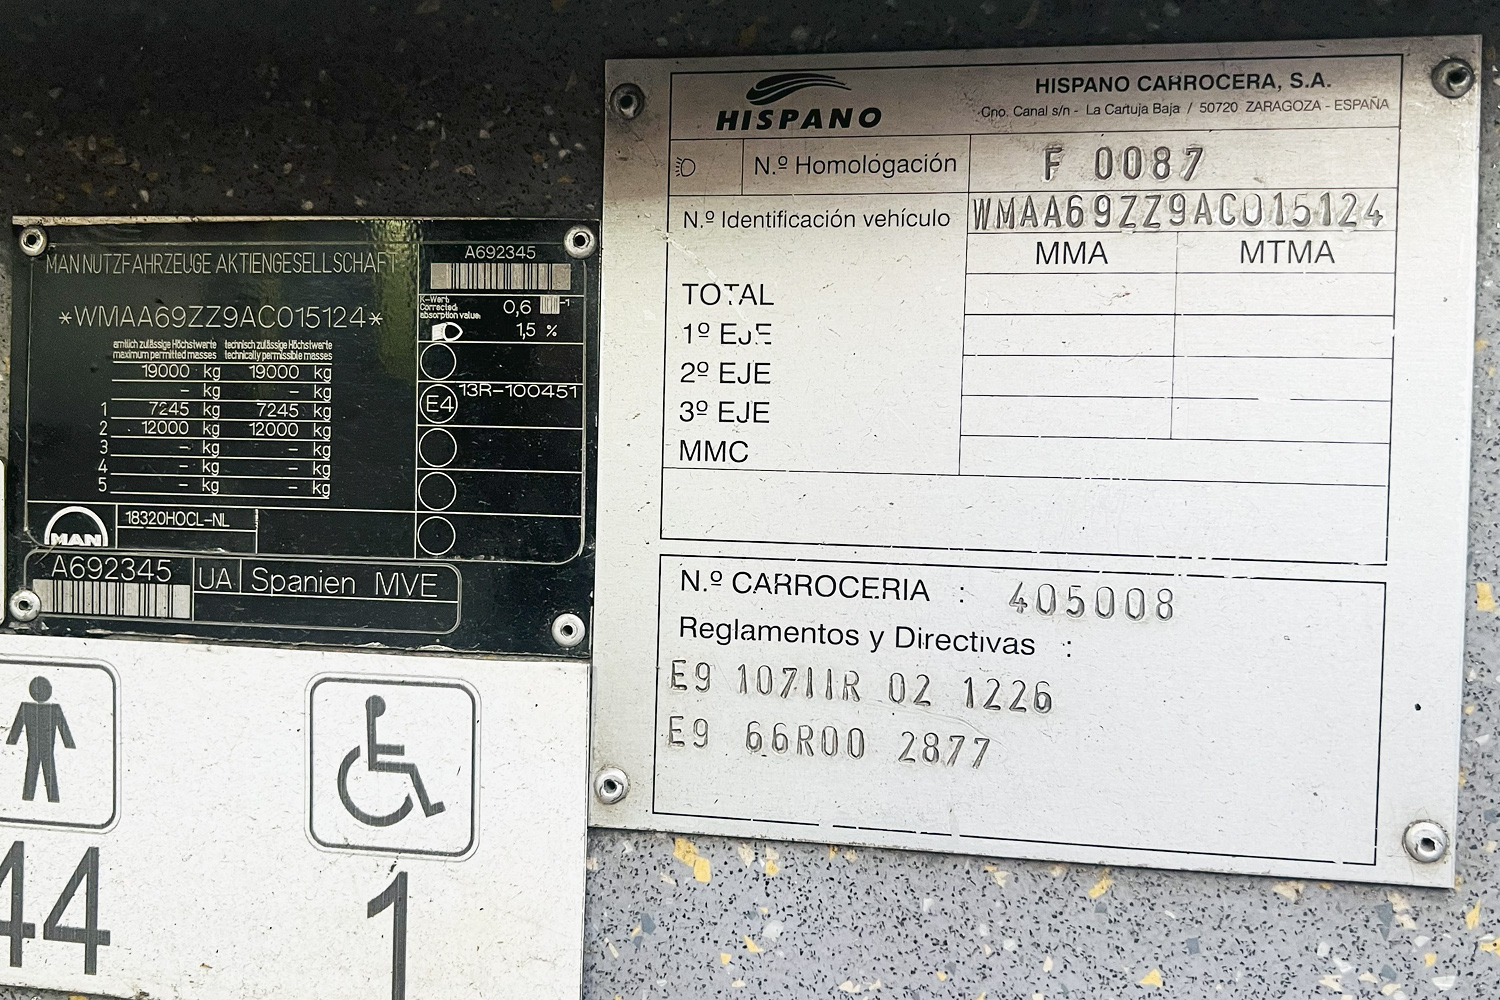 MAN NUTZFAHRZEUGE AKTIENGESELLSCHAFT
*WMAA69ZZ9AC015124*
amtlich zulässige Höchstwerte technisch zulässige Höchstwerte
maximum permitted masses technically permissible masses
19000 kg 19000 kg
– kg – kg
1 7245 kg 7245 kg
2 12000 kg 12000 kg
3 – kg – kg
4 – kg – kg
5 – kg – kg
MAN 18320HOCL-NL
A692345
K-Wert:
Corrected
absorption value:
0,6
-1
1,5 %
E4 13R-100451
A692345 UA Spanien MVE
44
1
HISPANO
HISPANO CARROCERA, S.A.
Cno. Canal s/n - La Cartuja Baja / 50720 ZARAGOZA - ESPAÑA
N.º Homologación F 0087
N.º Identificación vehículo WMAA69ZZ9AC015124
MMA MTMA
TOTAL
1º EJE
2º EJE
3º EJE
MMC
N.º CARROCERIA : 405008
Reglamentos y Directivas :
E9 107IIR 02 1226
E9 66R00 2877